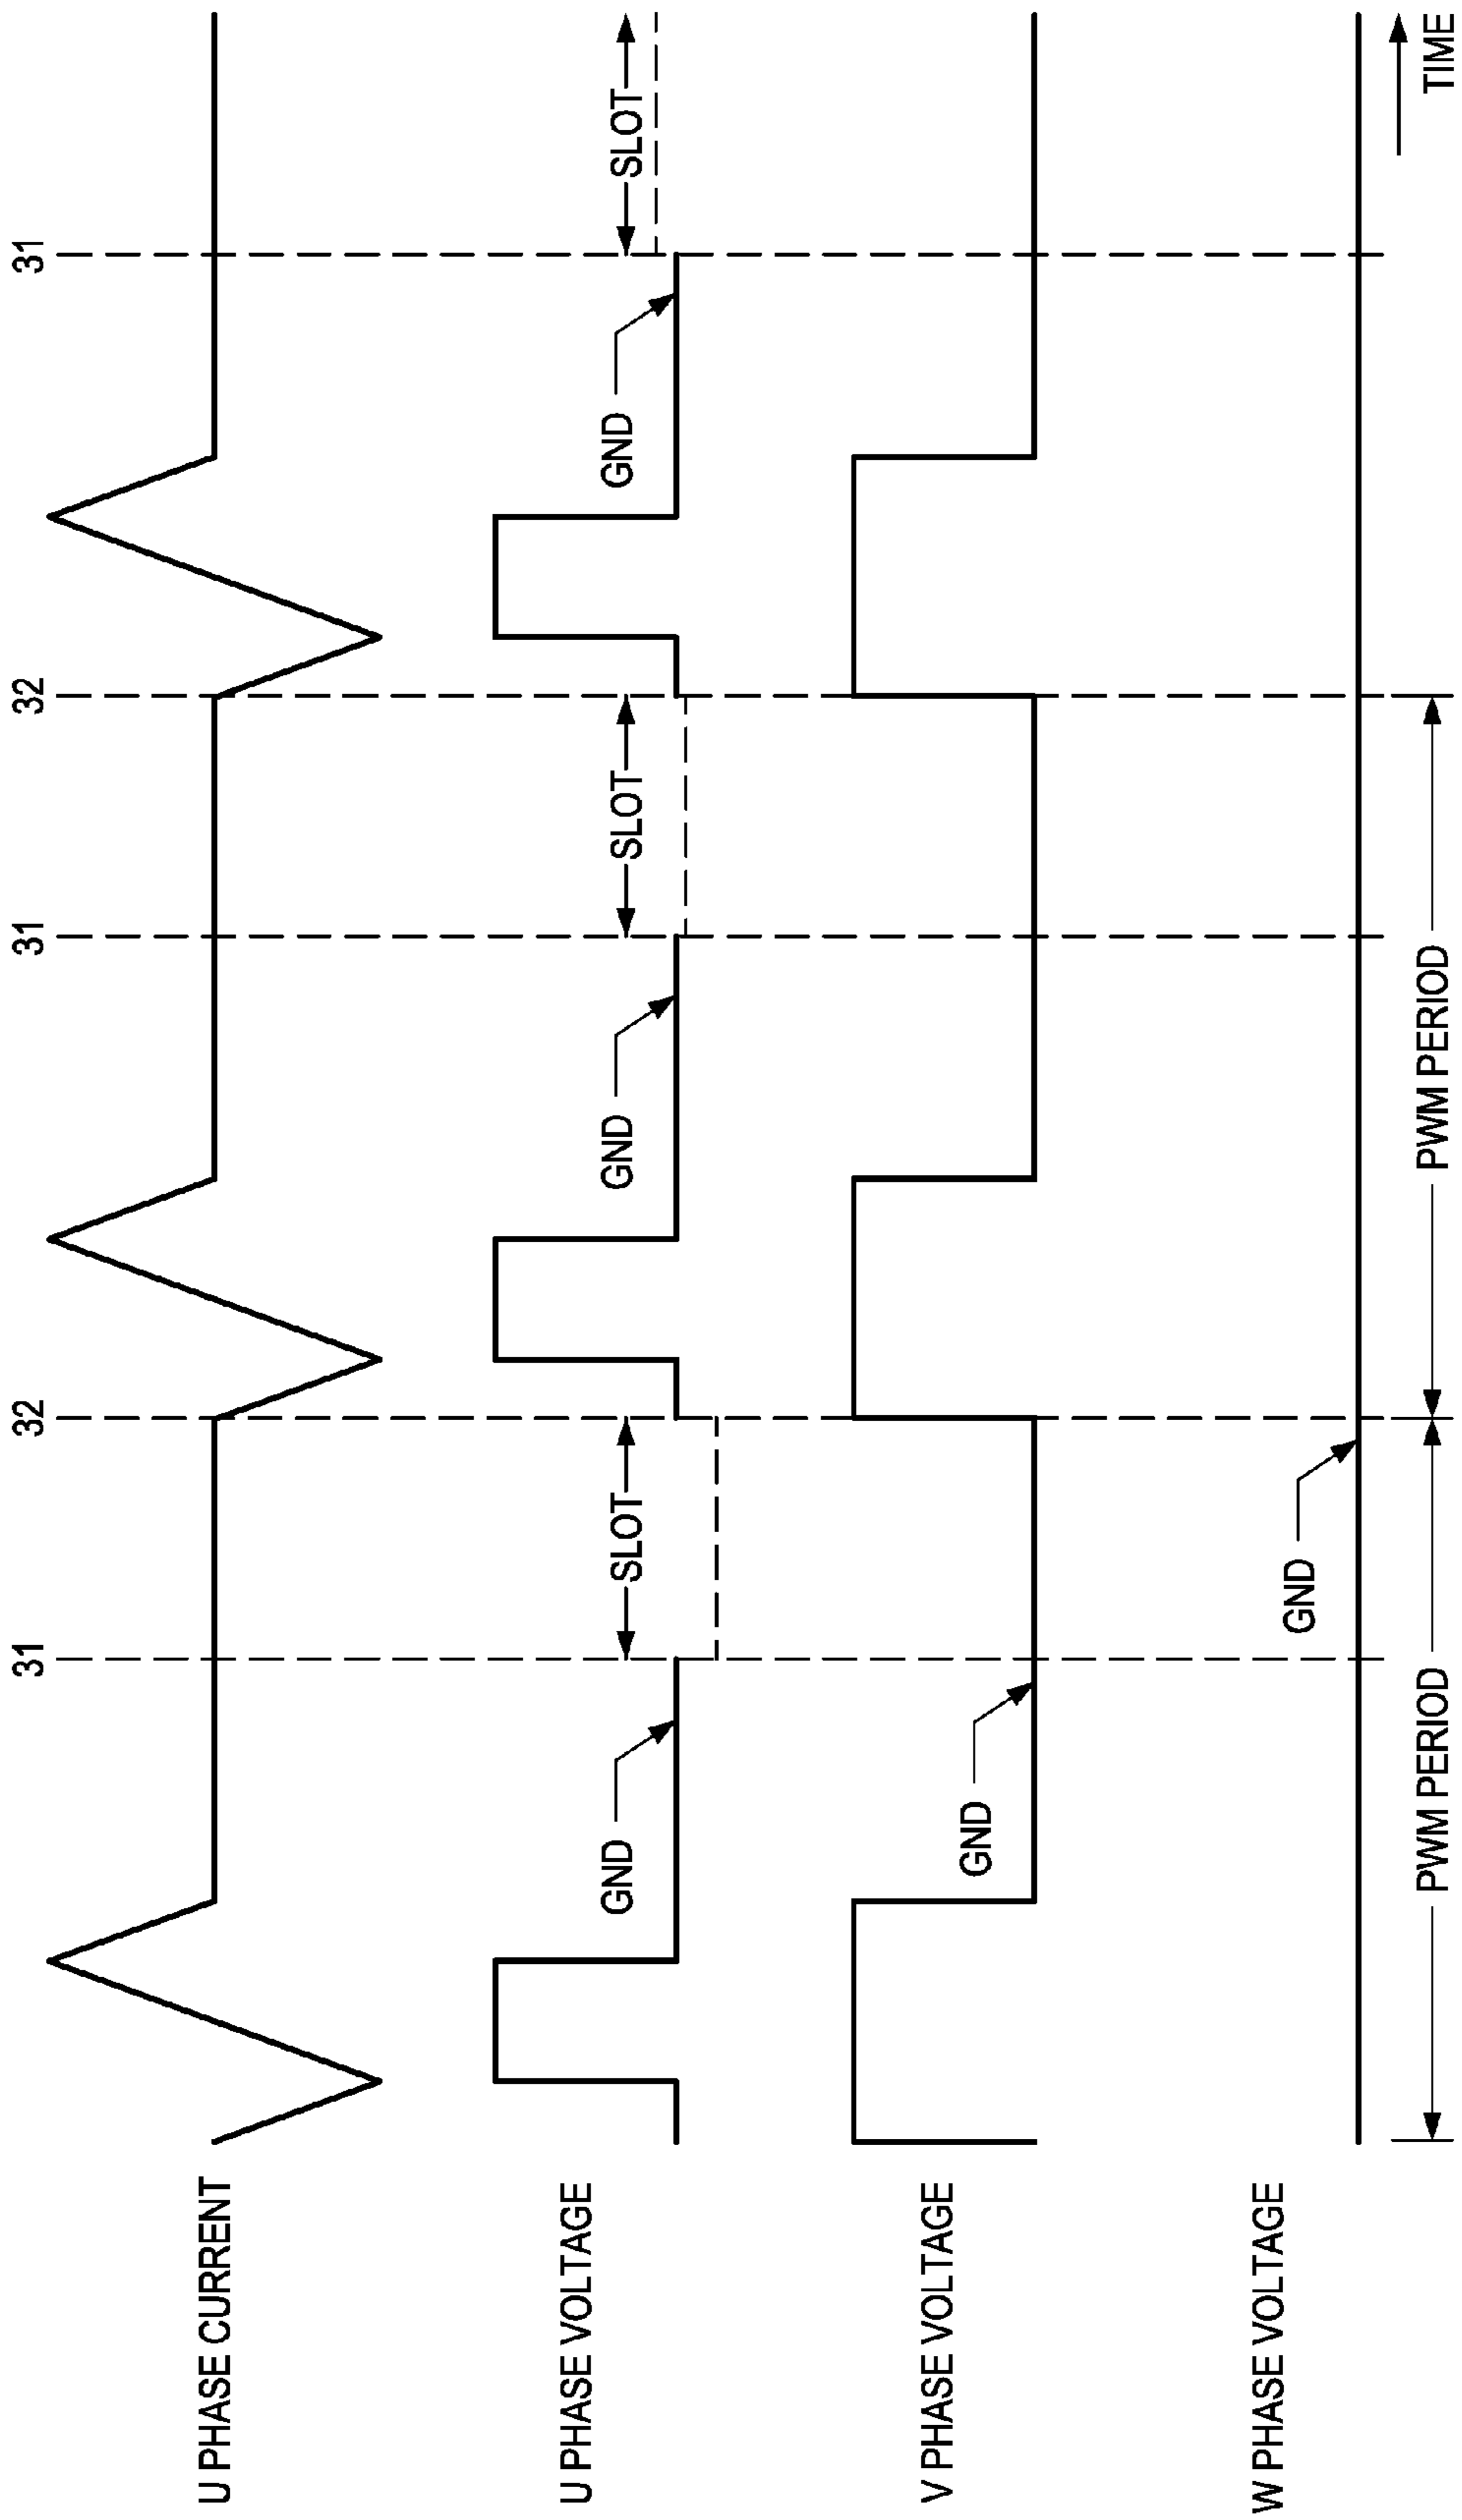 31
32
31
32
31
U PHASE CURRENT
U PHASE VOLTAGE
GND
SLOT
GND
SLOT
GND
SLOT
V PHASE VOLTAGE
GND
W PHASE VOLTAGE
GND
PWM PERIOD
PWM PERIOD
TIME